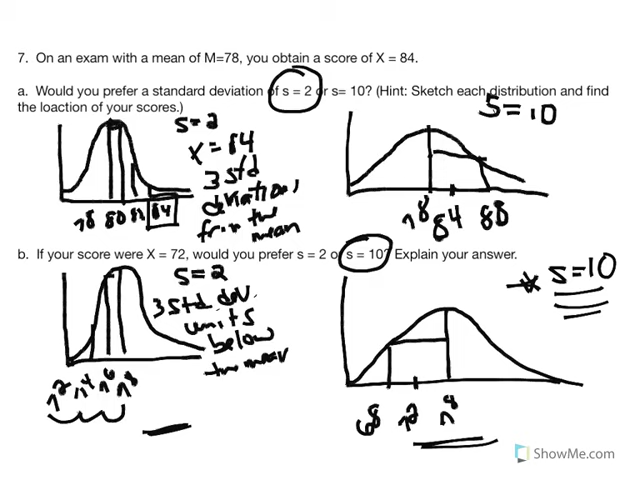 7. On an exam with a mean of M=78, you obtain a score of X = 84.
a. Would you prefer a standard deviation of s = 2 or s= 10? (Hint: Sketch each distribution and find
the loaction of your scores.)
s=2
X=84
3 std
deviations
from the
mean
78 80 82 84
s=10
78 84 88
b. If your score were X = 72, would you prefer s = 2 or s = 10? Explain your answer.
s=2
3 std dev.
units
below
the mean
72 74 76 78
s=10
68 72 78
ShowMe.com